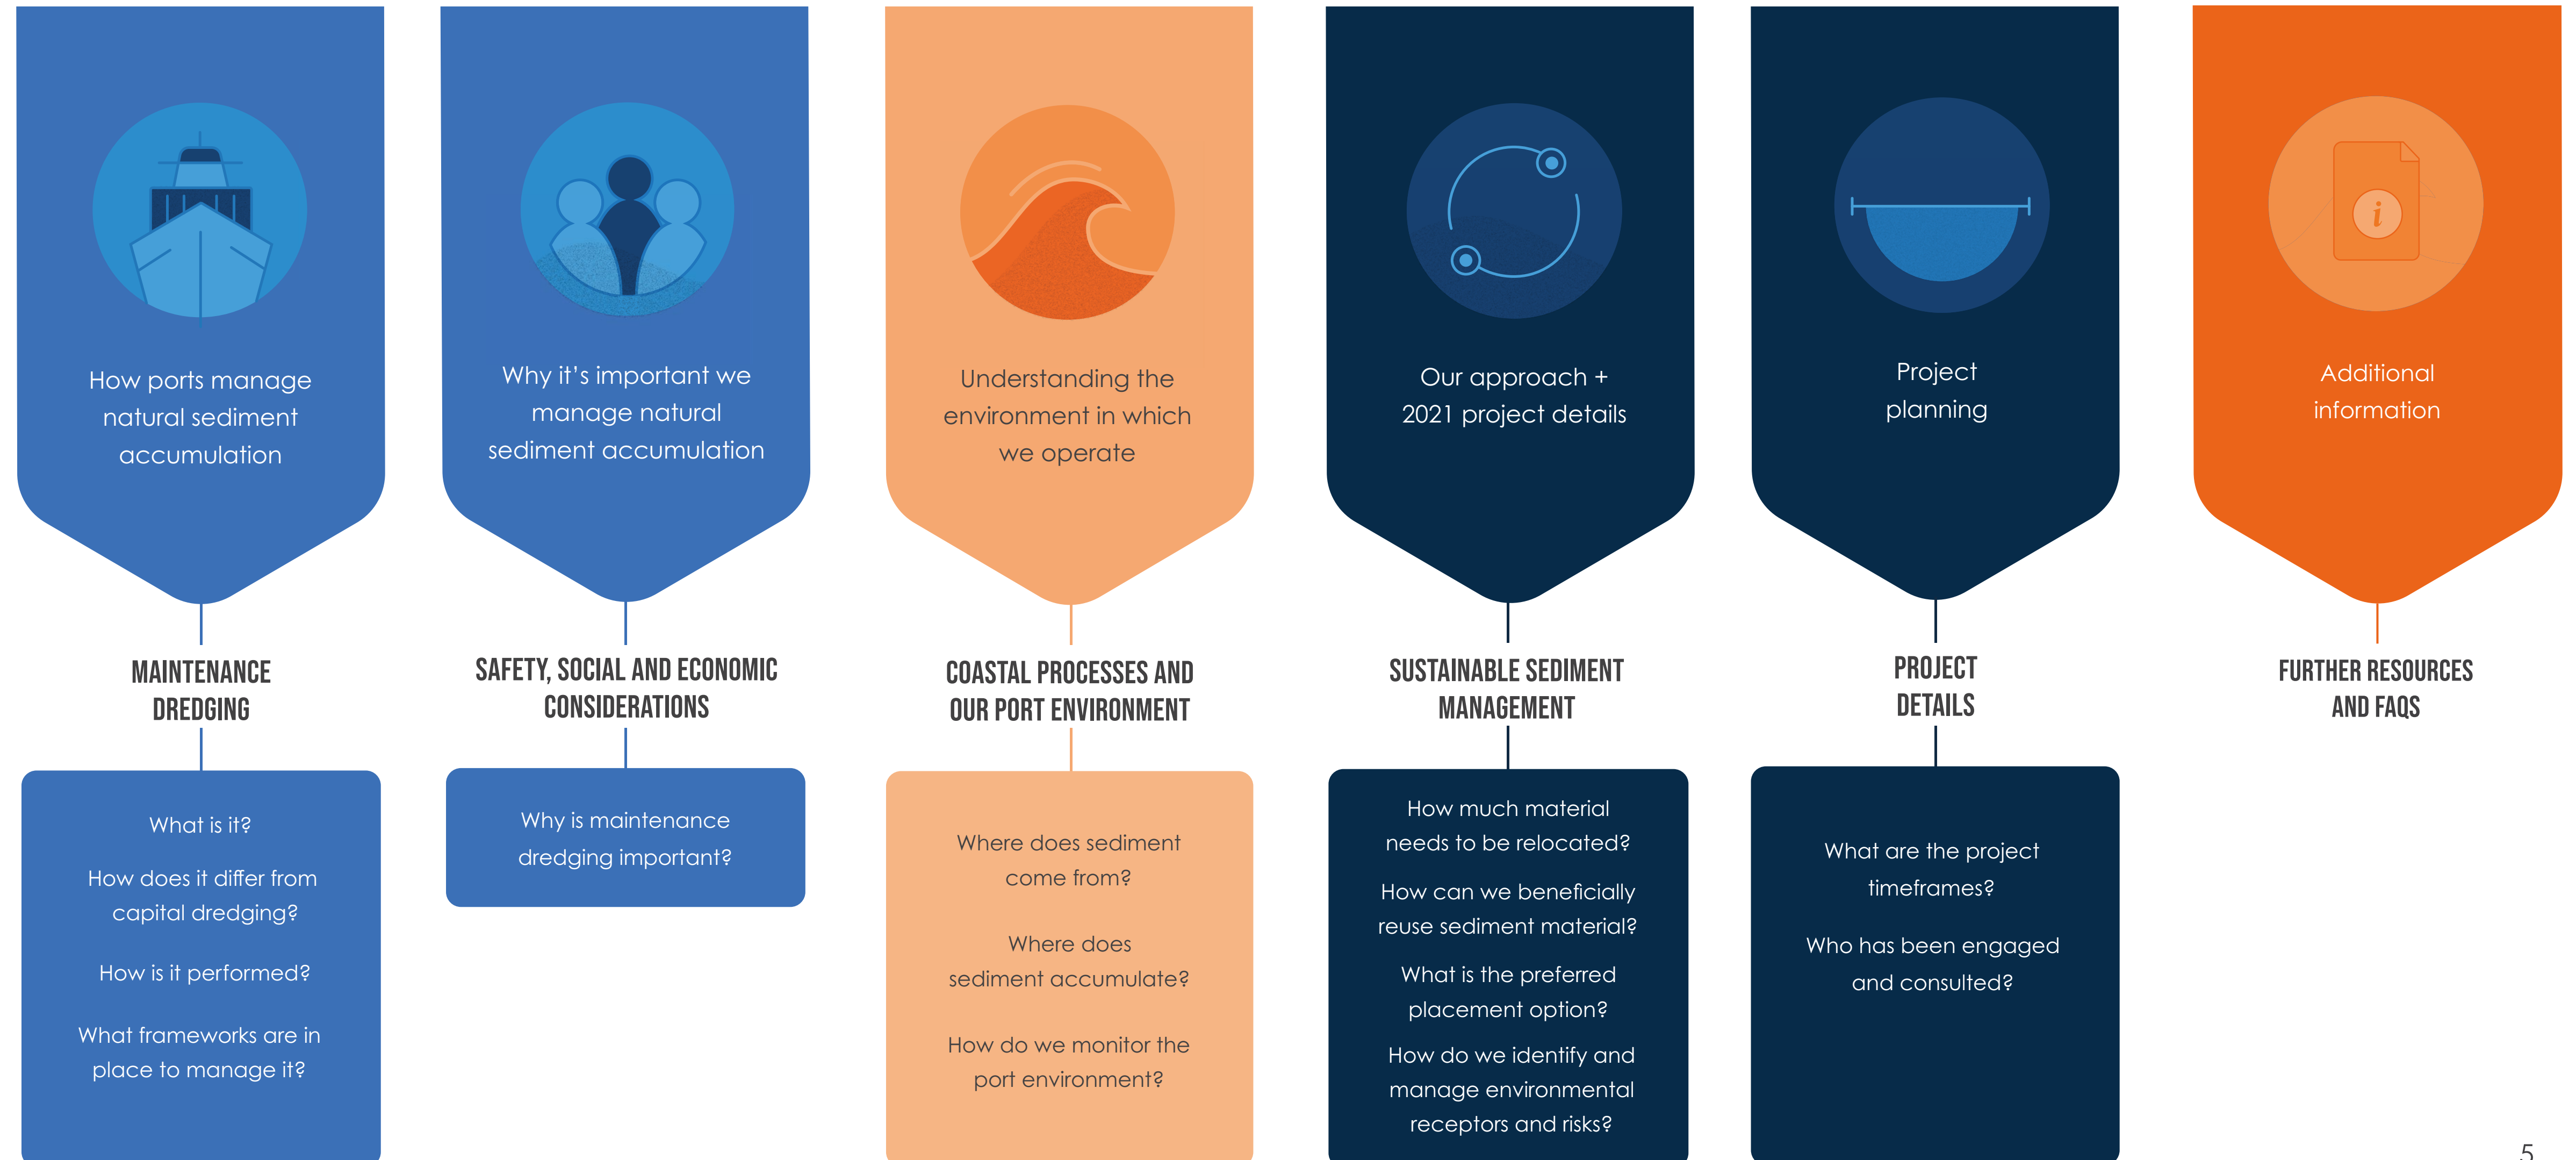 How ports manage
natural sediment
accumulation
MAINTENANCE
DREDGING
What is it?
How does it differ from
capital dredging?
How is it performed?
What frameworks are in
place to manage it?
Why it's important we
manage natural
sediment accumulation
SAFETY, SOCIAL AND ECONOMIC
CONSIDERATIONS
Why is maintenance
dredging important?
Understanding the
environment in which
we operate
COASTAL PROCESSES AND
OUR PORT ENVIRONMENT
Where does sediment
come from?
Where does
sediment accumulate?
How do we monitor the
port environment?
Our approach +
2021 project details
SUSTAINABLE SEDIMENT
MANAGEMENT
How much material
needs to be relocated?
How can we beneficially
reuse sediment material?
What is the preferred
placement option?
How do we identify and
manage environmental
receptors and risks?
Project
planning
PROJECT
DETAILS
What are the project
timeframes?
Who has been engaged
and consulted?
i
Additional
information
FURTHER RESOURCES
AND FAQS
5